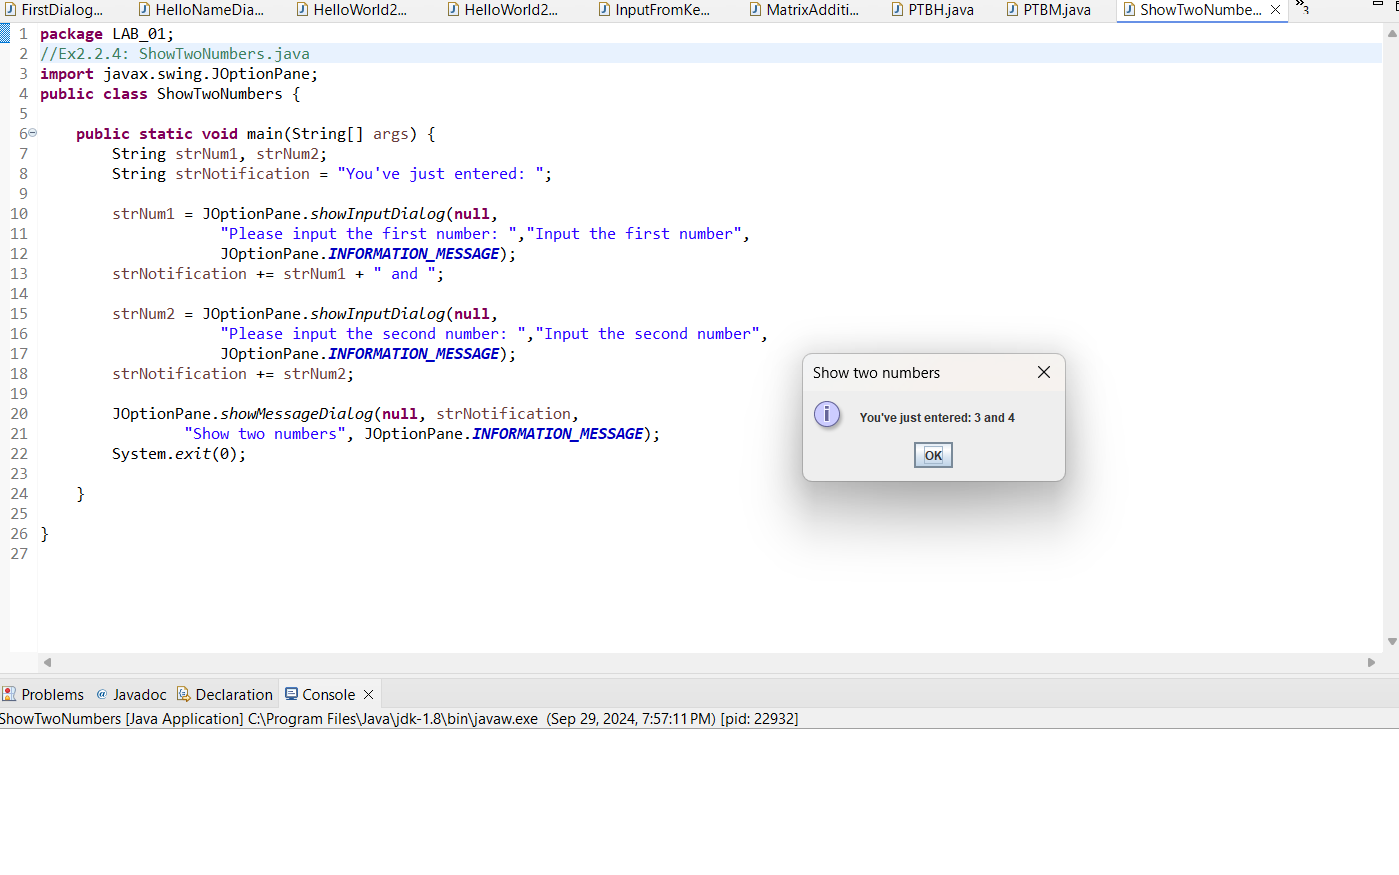 FirstDialog... HelloNameDia... HelloWorld2... HelloWorld2... InputFromKe... MatrixAdditi... PTBH.java PTBM.java ShowTwoNumbe... »3
1 package LAB_01;
2 //Ex2.2.4: ShowTwoNumbers.java
3 import javax.swing.JOptionPane;
4 public class ShowTwoNumbers {
5
6 public static void main(String[] args) {
7 String strNum1, strNum2;
8 String strNotification = "You've just entered: ";
9
10 strNum1 = JOptionPane.showInputDialog(null,
11 "Please input the first number: ","Input the first number",
12 JOptionPane.INFORMATION_MESSAGE);
13 strNotification += strNum1 + " and ";
14
15 strNum2 = JOptionPane.showInputDialog(null,
16 "Please input the second number: ","Input the second number",
17 JOptionPane.INFORMATION_MESSAGE);
18 strNotification += strNum2;
19
20 JOptionPane.showMessageDialog(null, strNotification,
21 "Show two numbers", JOptionPane.INFORMATION_MESSAGE);
22 System.exit(0);
23
24 }
25
26 }
27
Show two numbers
You've just entered: 3 and 4
OK
Problems @ Javadoc Declaration Console
ShowTwoNumbers [Java Application] C:\Program Files\Java\jdk-1.8\bin\javaw.exe (Sep 29, 2024, 7:57:11 PM) [pid: 22932]